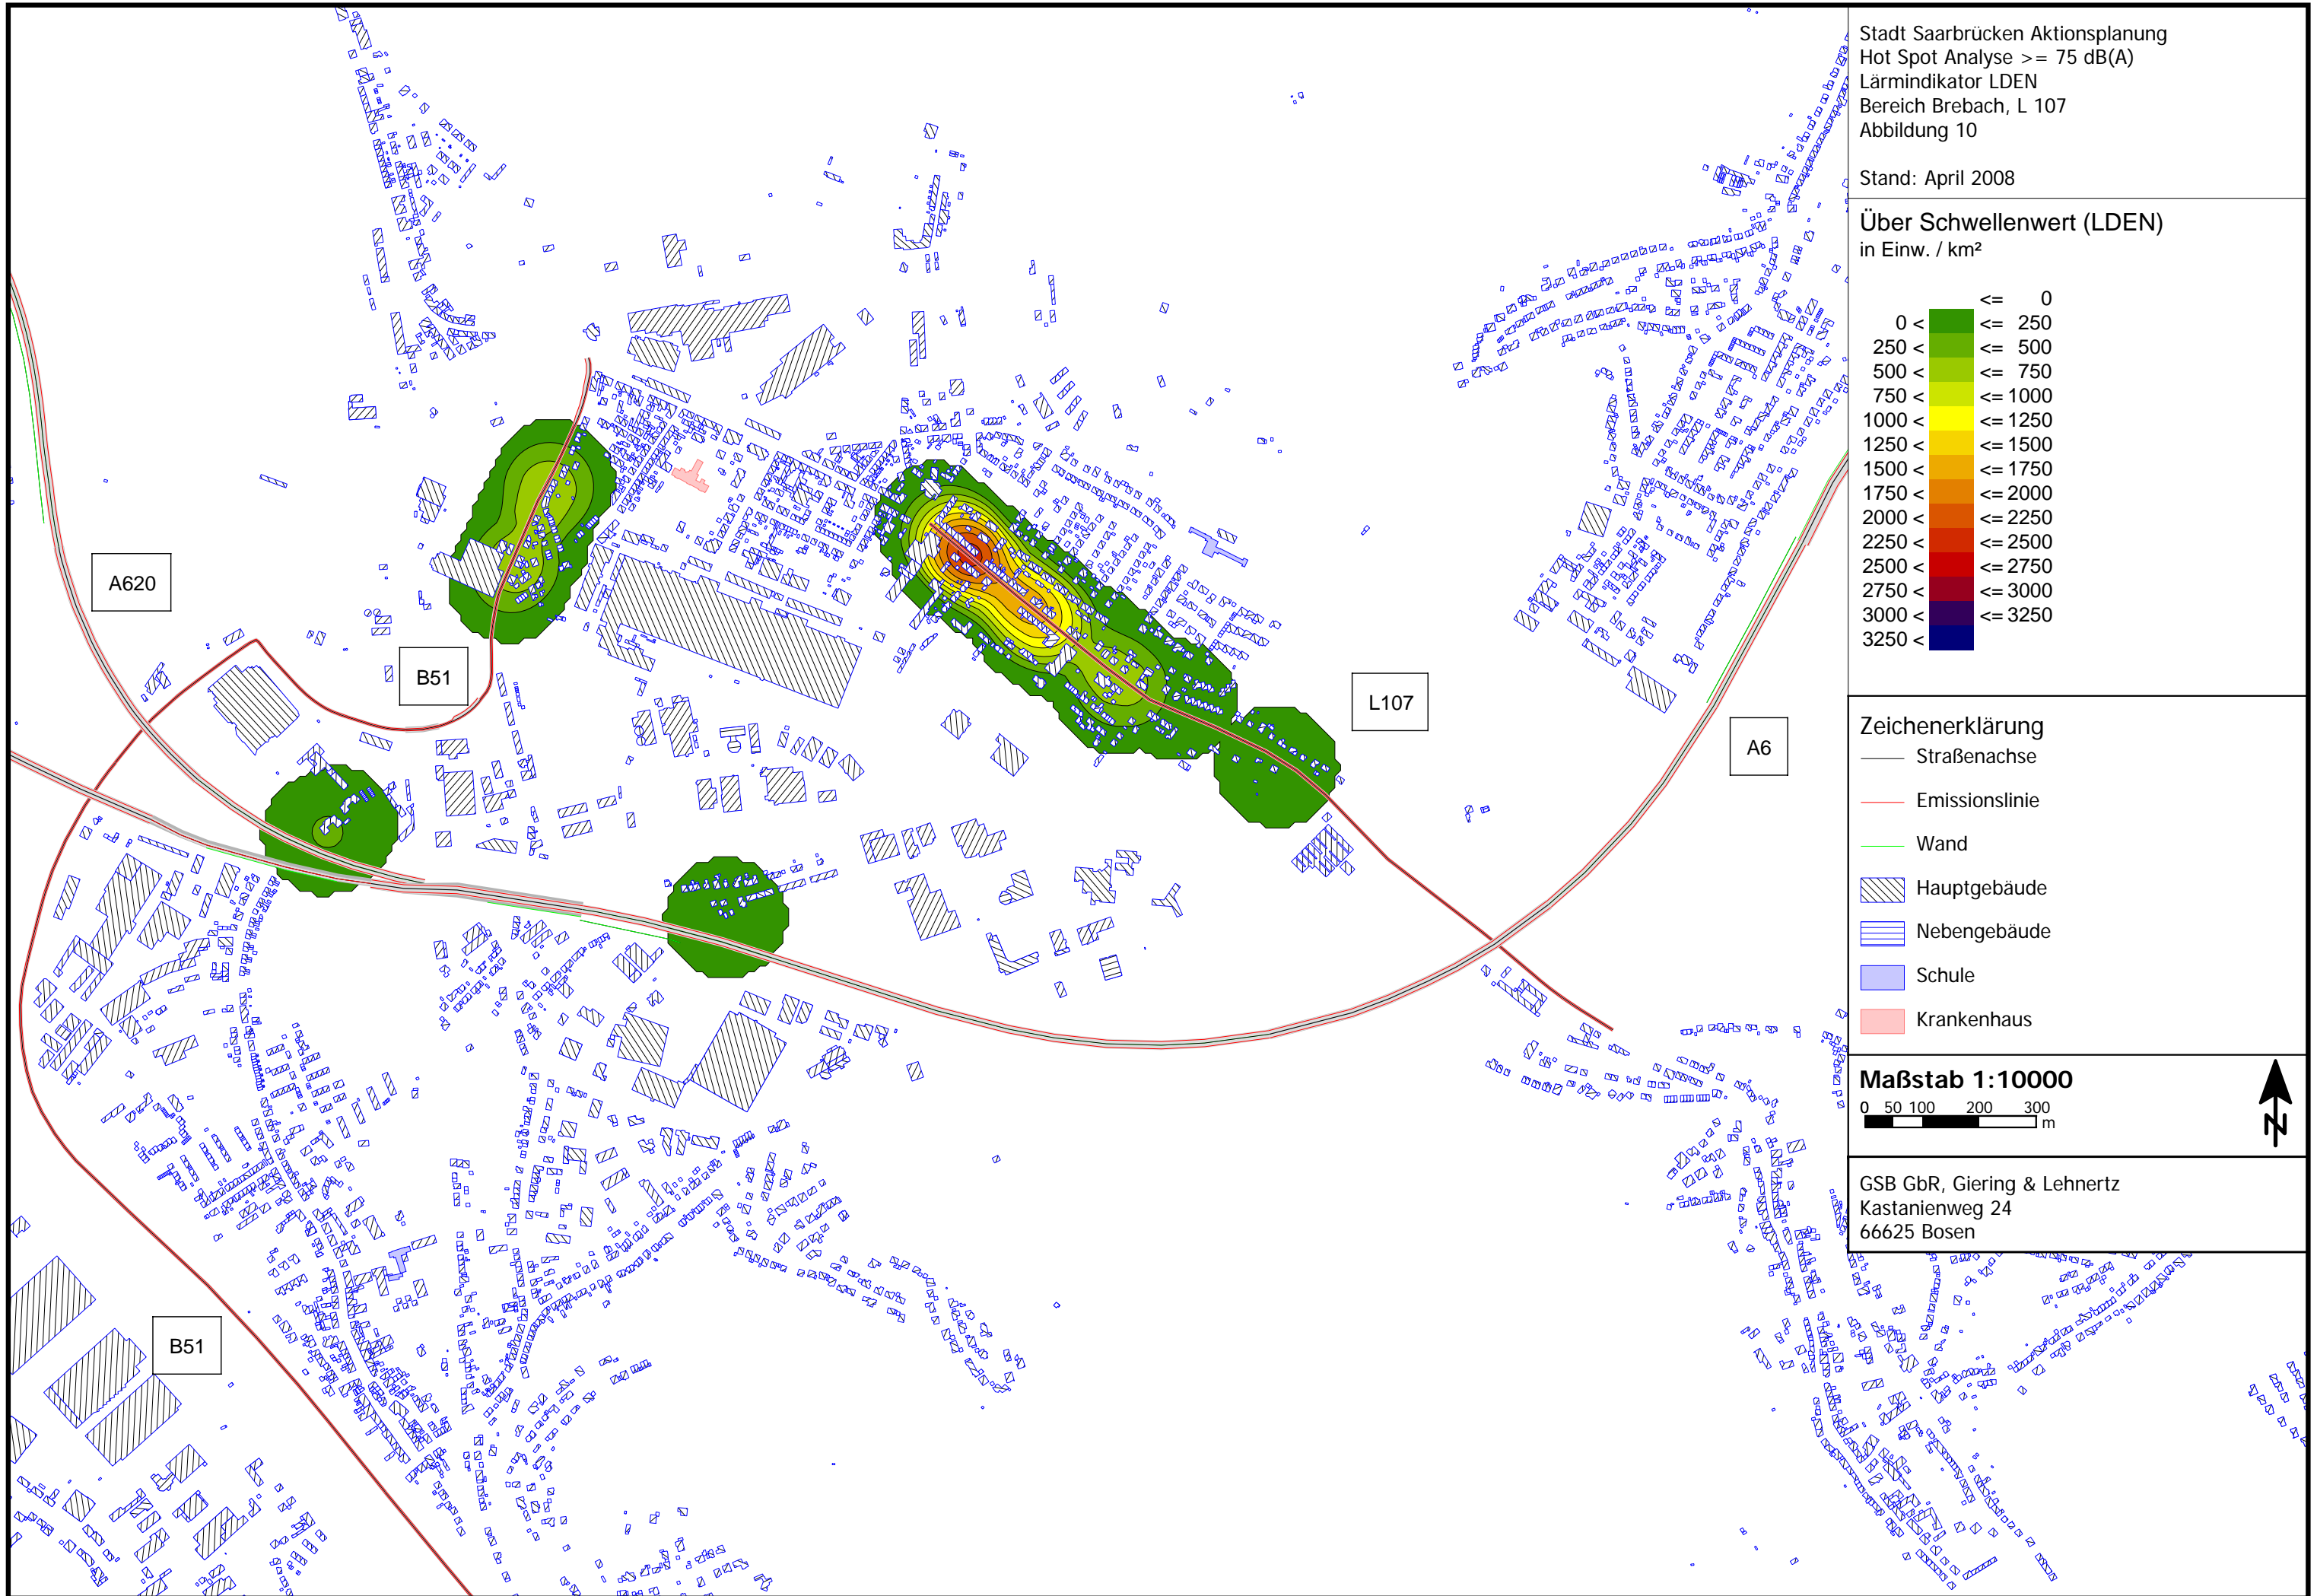 Stadt Saarbrücken Aktionsplanung
Hot Spot Analyse >= 75 dB(A)
Lärmindikator LDEN
Bereich Brebach, L 107
Abbildung 10
Stand: April 2008
Über Schwellenwert (LDEN)
in Einw. / km²
<= 0
0 < <= 250
250 < <= 500
500 < <= 750
750 < <= 1000
1000 < <= 1250
1250 < <= 1500
1500 < <= 1750
1750 < <= 2000
2000 < <= 2250
2250 < <= 2500
2500 < <= 2750
2750 < <= 3000
3000 < <= 3250
3250 <
Zeichenerklärung
Straßenachse
Emissionslinie
Wand
Hauptgebäude
Nebengebäude
Schule
Krankenhaus
Maßstab 1:10000
0 50 100 200 300
m
N
GSB GbR, Giering & Lehnertz
Kastanienweg 24
66625 Bosen
A620
B51
L107
A6
B51